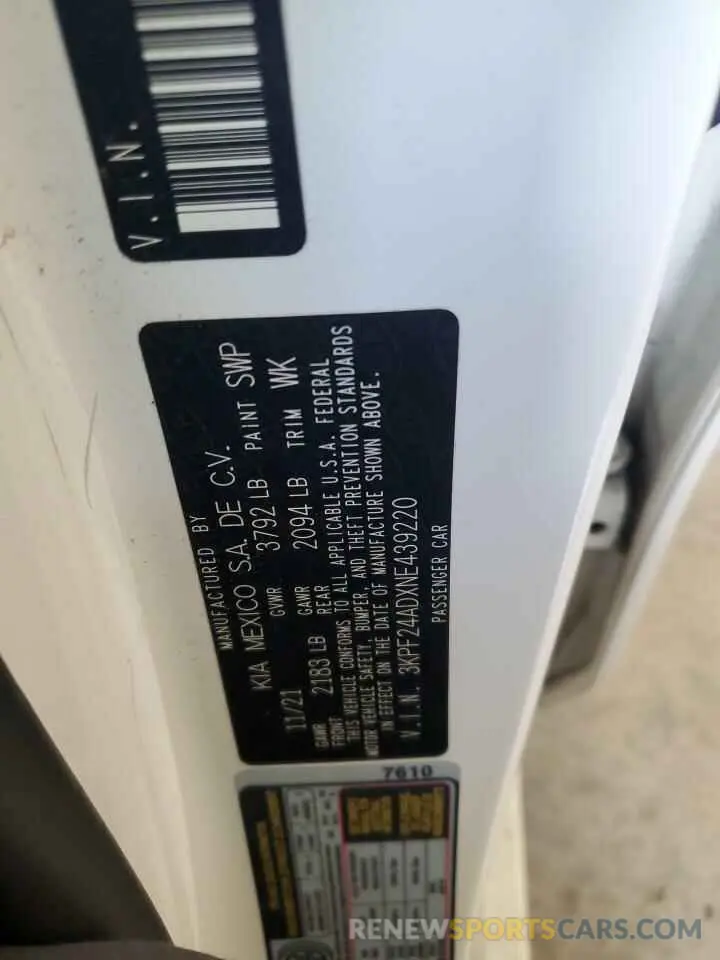 V.I.N.
MANUFACTURED BY
KIA MEXICO S.A. DE C.V.
11/21 GVWR 3792 LB PAINT SWP
GAWR FRONT 2183 LB GAWR REAR 2094 LB TRIM WK
THIS VEHICLE CONFORMS TO ALL APPLICABLE U.S.A. FEDERAL
MOTOR VEHICLE SAFETY, BUMPER, AND THEFT PREVENTION STANDARDS
IN EFFECT ON THE DATE OF MANUFACTURE SHOWN ABOVE.
V.I.N. 3KPF24ADXNE439220
PASSENGER CAR
7610
RENEWSPORTSCARS.COM